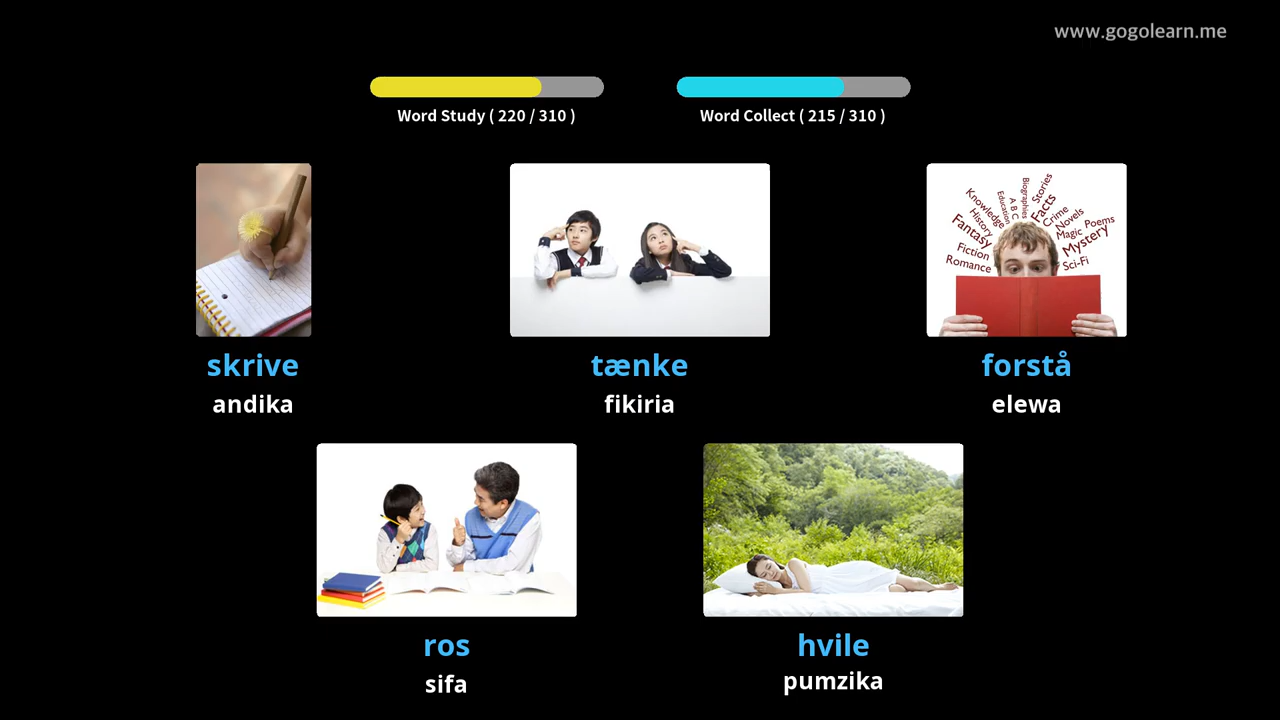 www.gogolearn.me
Word Study ( 220 / 310 )
Word Collect ( 215 / 310 )
Knowledge
History
Fantasy
Fiction
Romance
Education
A B C
Biographies
Stories
Facts
Crime
Novels
Magic
Poems
Mystery
Sci-Fi
skrive
tænke
forstå
andika
fikiria
elewa
ros
hvile
sifa
pumzika